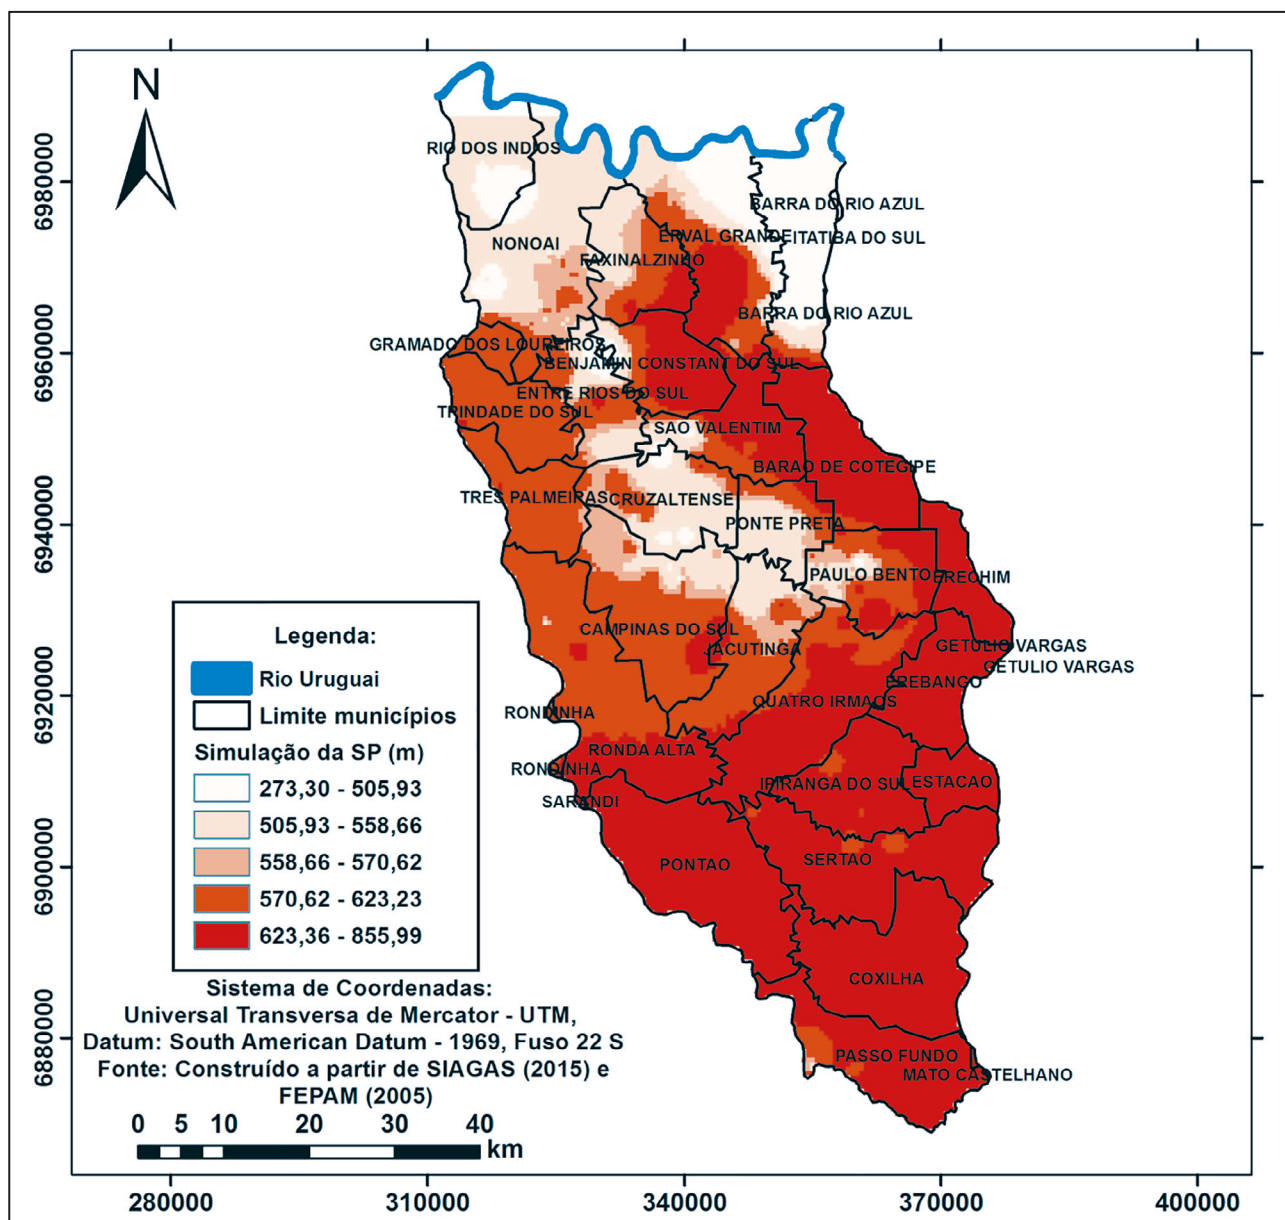 N
RIO DOS INDIOS
BARRA DO RIO AZUL
ERVAL GRANDE
ITATIBA DO SUL
NONOAI
FAXINALZINHO
BARRA DO RIO AZUL
GRAMADO DOS LOUREIROS
BENJAMIN CONSTANT DO SUL
ENTRE RIOS DO SUL
TRINDADE DO SUL
SAO VALENTIM
BARAO DE COTEGIPE
TRES PALMEIRAS
CRUZALTENSE
PONTE PRETA
PAULO BENTO
ERECHIM
CAMPINAS DO SUL
JACUTINGA
GETULIO VARGAS
GETULIO VARGAS
EREBANGO
QUATRO IRMAOS
RONDINHA
RONDA ALTA
RONDINHA
IPIRANGA DO SUL
ESTACAO
SARANDI
PONTAO
SERTAO
COXILHA
PASSO FUNDO
MATO CASTELHANO
6980000
6960000
6940000
6920000
6900000
6880000
Legenda:
Rio Uruguai
Limite municípios
Simulação da SP (m)
273,30 - 505,93
505,93 - 558,66
558,66 - 570,62
570,62 - 623,23
623,36 - 855,99
Sistema de Coordenadas:
Universal Transversa de Mercator - UTM,
Datum: South American Datum - 1969, Fuso 22 S
Fonte: Construído a partir de SIAGAS (2015) e
FEPAM (2005)
0 5 10 20 30 40
km
280000 310000 340000 370000 400000